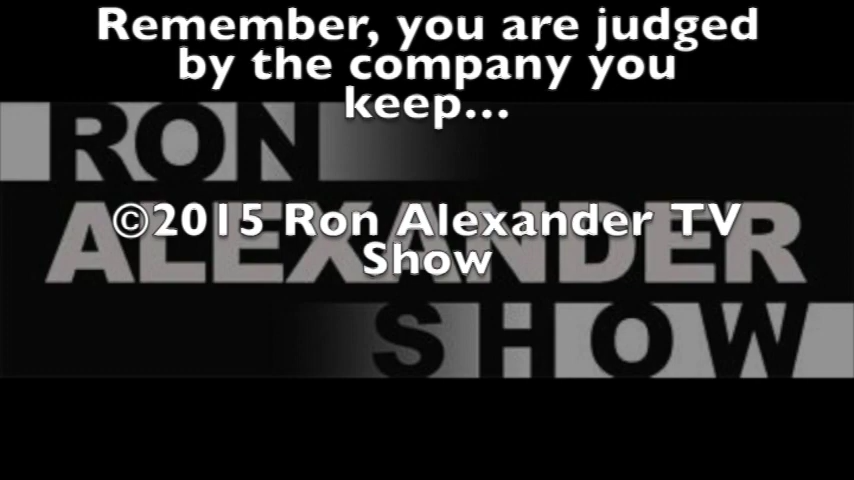 Remember, you are judged
by the company you
keep...
RON
©2015 Ron Alexander TV
Show
ALEXANDER
SHOW